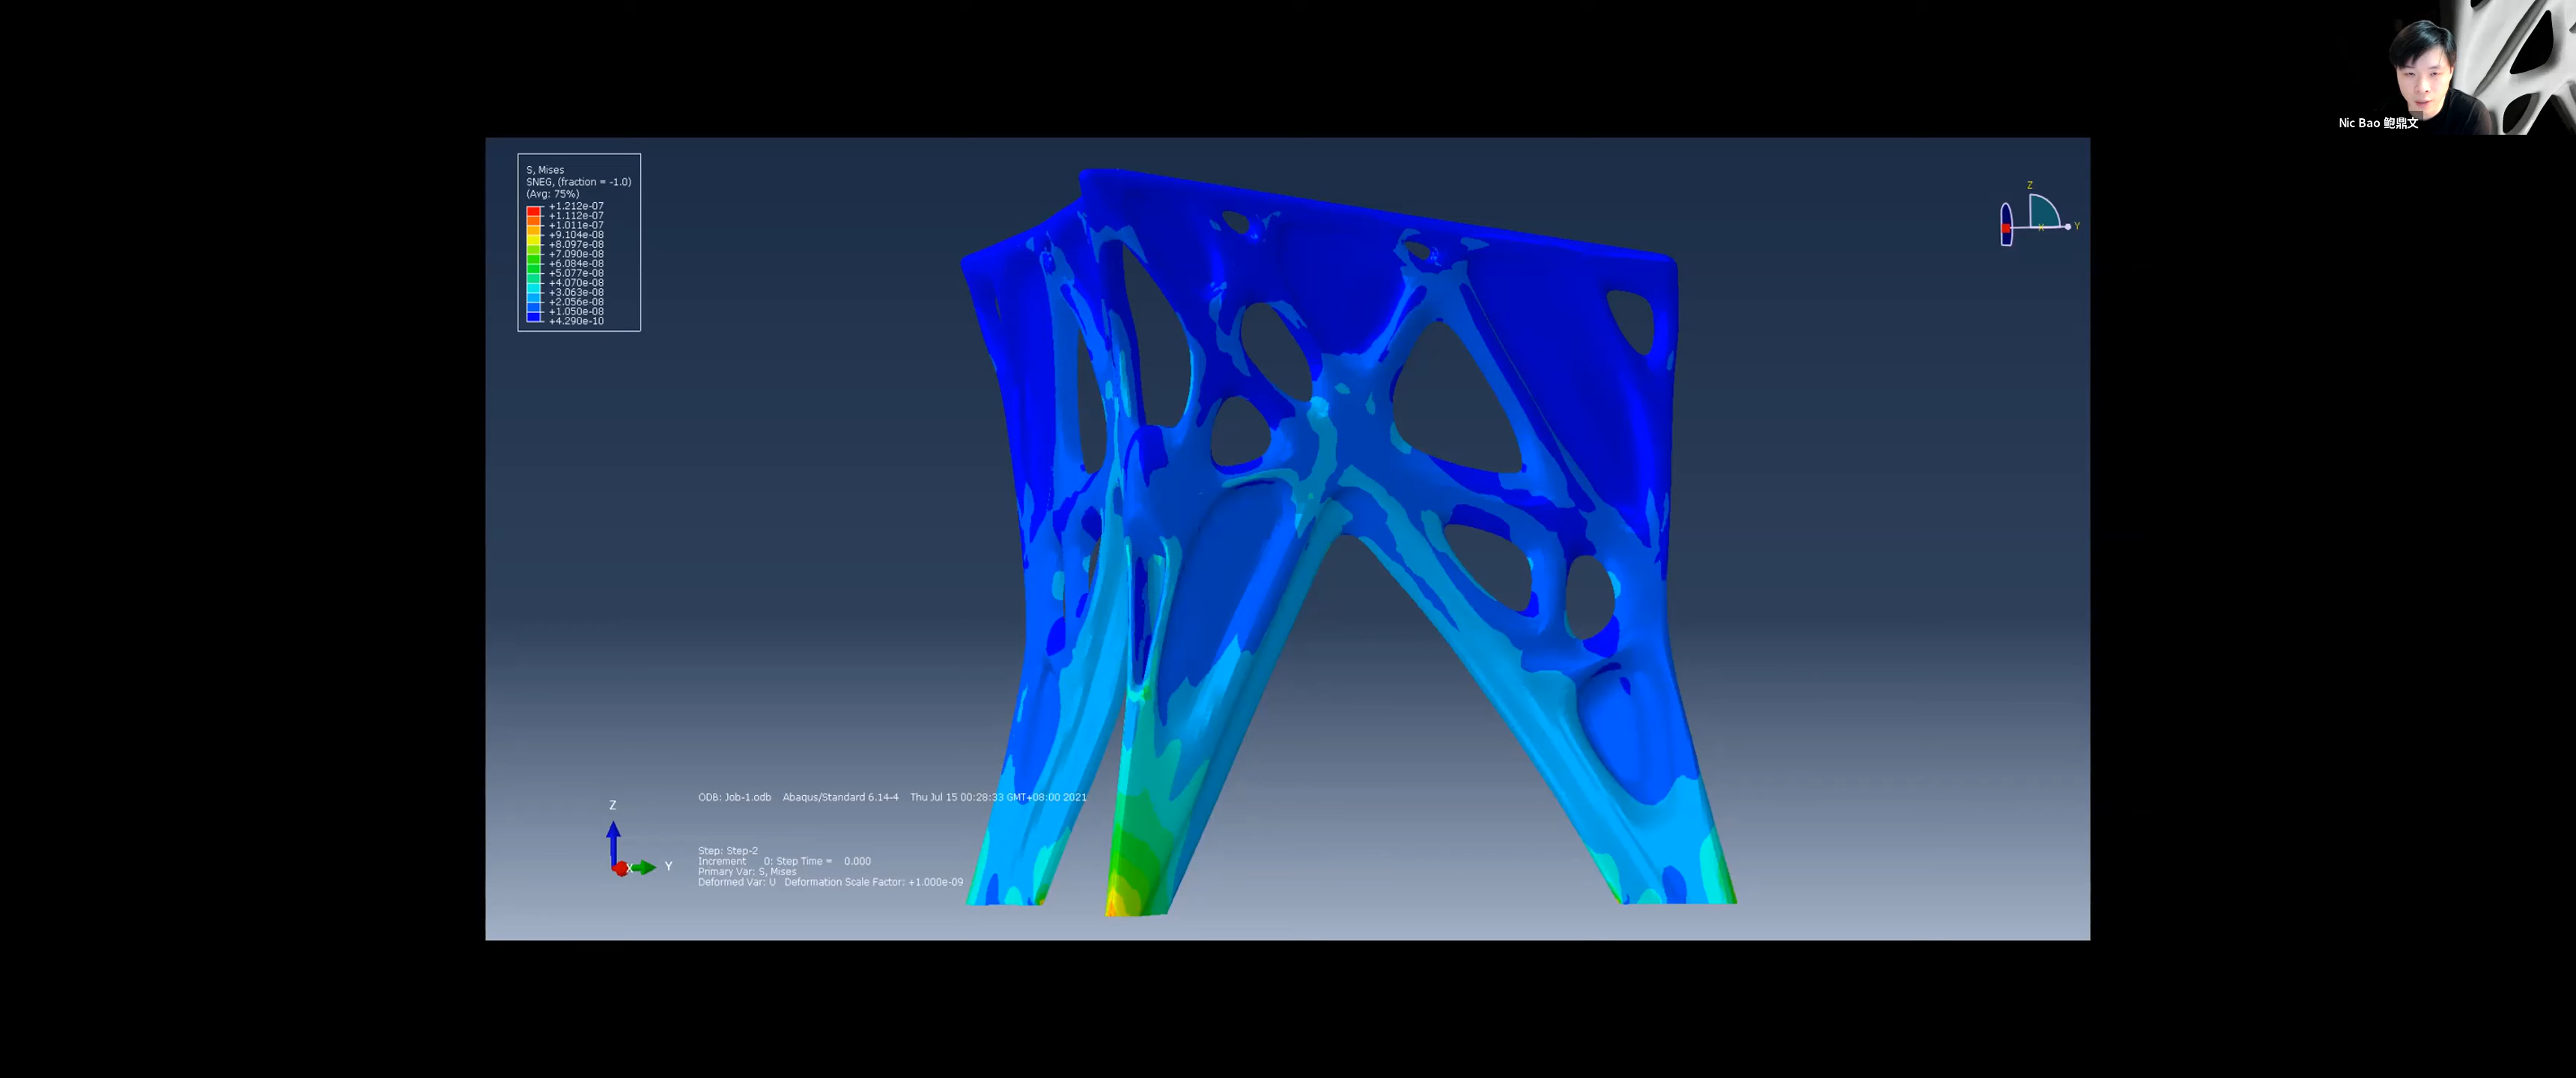 Nic Bao 鲍鼎文
S, Mises
SNEG, (fraction = -1.0)
(Avg: 75%)
+1.212e-07
+1.112e-07
+1.011e-07
+9.104e-08
+8.097e-08
+7.090e-08
+6.084e-08
+5.077e-08
+4.070e-08
+3.063e-08
+2.056e-08
+1.050e-08
+4.290e-10
Z
X
Y
ODB: Job-1.odb Abaqus/Standard 6.14-4 Thu Jul 15 00:28:33 GMT+08:00 2021
Z
X
Y
Step: Step-2
Increment 0: Step Time = 0.000
Primary Var: S, Mises
Deformed Var: U Deformation Scale Factor: +1.000e-09